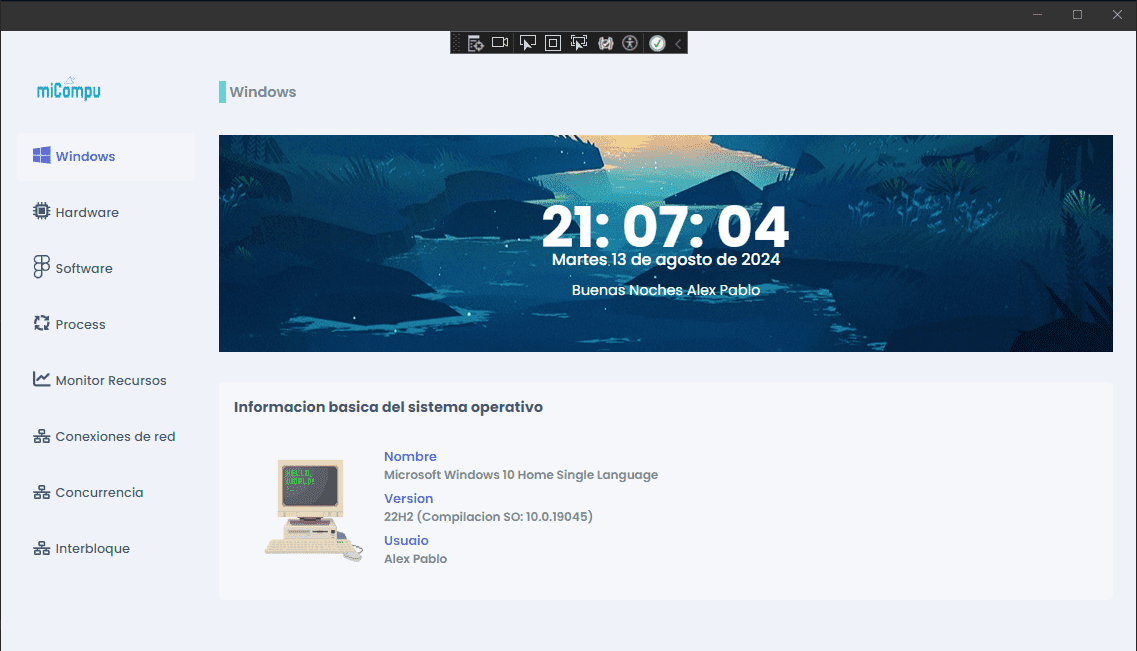 miCompu
Windows
Windows
Hardware
Software
Process
Monitor Recursos
Conexiones de red
Concurrencia
Interbloque
21: 07: 04
Martes 13 de agosto de 2024
Buenas Noches Alex Pablo
Informacion basica del sistema operativo
HELLO,
WORLD!
Nombre
Microsoft Windows 10 Home Single Language
Version
22H2 (Compilacion SO: 10.0.19045)
Usuaio
Alex Pablo